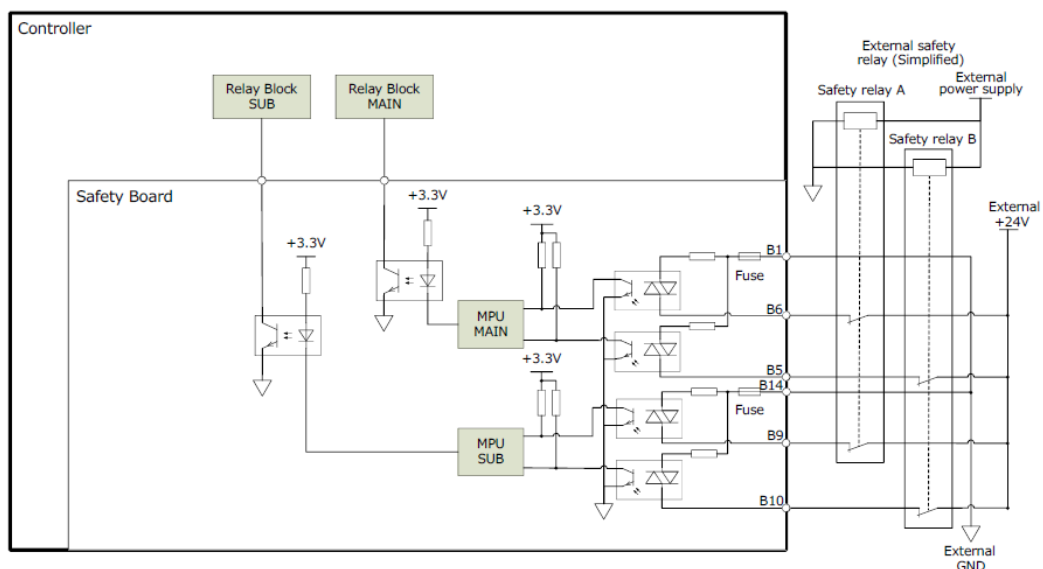 Controller
External safety
relay (Simplified)
External
power supply
Safety relay A
Relay Block
SUB
Relay Block
MAIN
Safety relay B
Safety Board
+3.3V
+3.3V
External
+24V
+3.3V
B1
Fuse
MPU
MAIN
B6
+3.3V
B5
B14
Fuse
MPU
SUB
B9
B10
External
GND